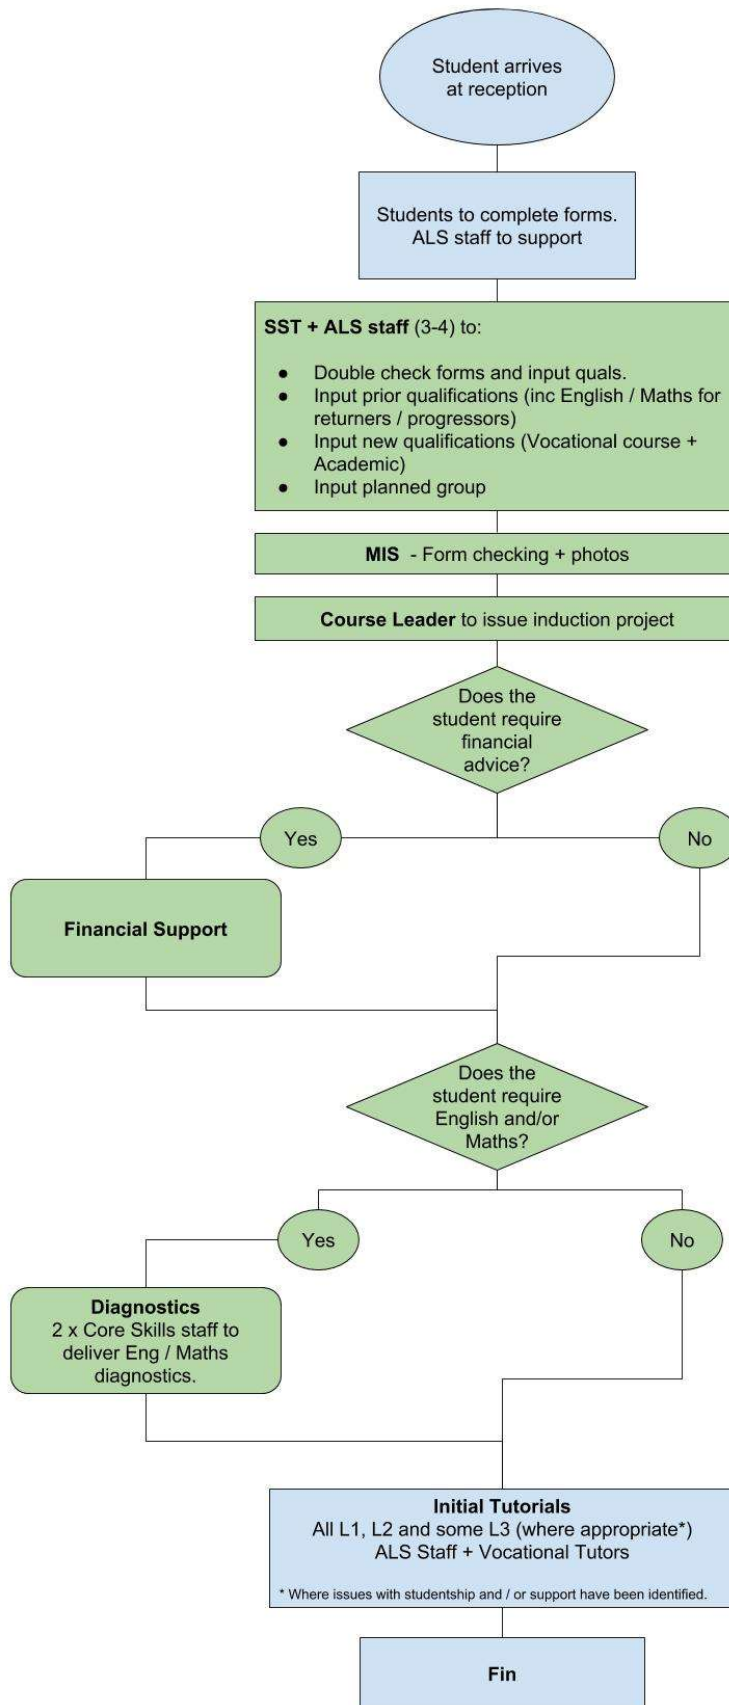 Student arrives
at reception
Students to complete forms.
ALS staff to support
SST + ALS staff (3-4) to:
● Double check forms and input quals.
● Input prior qualifications (inc English / Maths for
returners / progressors)
● Input new qualifications (Vocational course +
Academic)
● Input planned group
MIS - Form checking + photos
Course Leader to issue induction project
Does the
student require
financial
advice?
Yes
No
Financial Support
Does the
student require
English and/or
Maths?
Yes
No
Diagnostics
2 x Core Skills staff to
deliver Eng / Maths
diagnostics.
Initial Tutorials
All L1, L2 and some L3 (where appropriate*)
ALS Staff + Vocational Tutors
* Where issues with studentship and / or support have been identified.
Fin